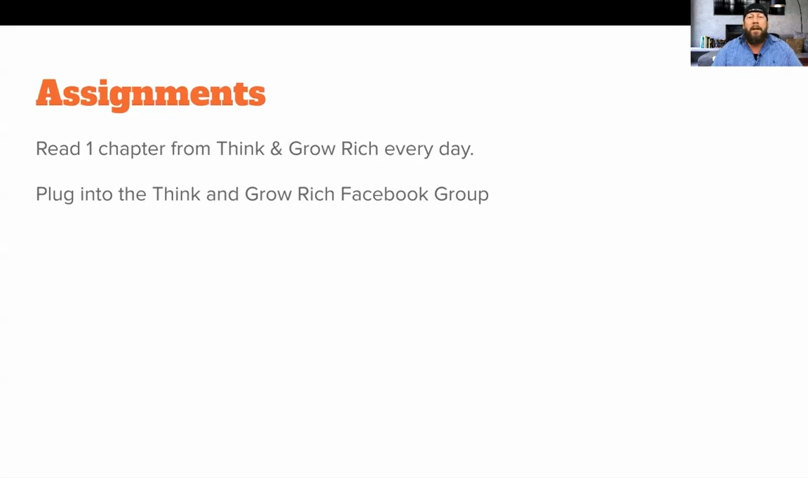 Assignments
Read 1 chapter from Think & Grow Rich every day.
Plug into the Think and Grow Rich Facebook Group